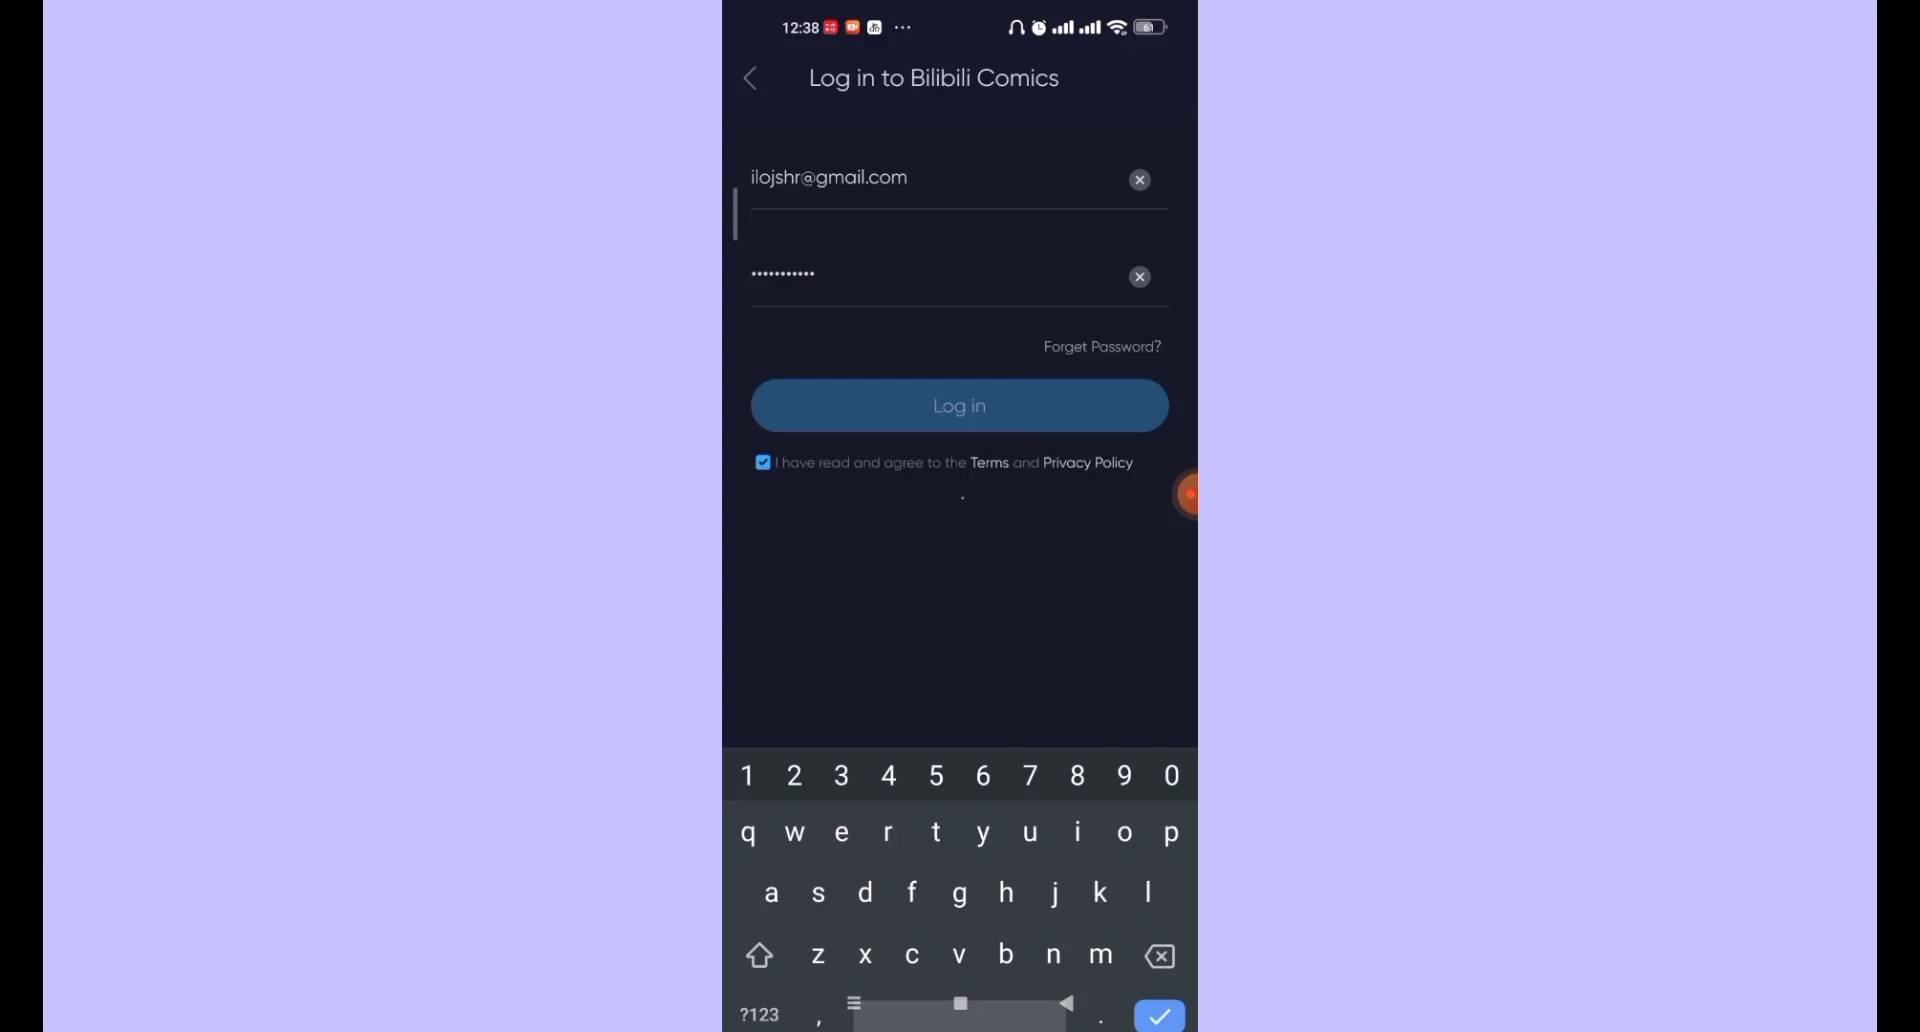 12:38
61
Log in to Bilibili Comics
ilojshr@gmail.com
•••••••••••
Forget Password?
Log in
I have read and agree to the Terms and Privacy Policy
1 2 3 4 5 6 7 8 9 0
q w e r t y u i o p
a s d f g h j k l
z x c v b n m
?123 , .